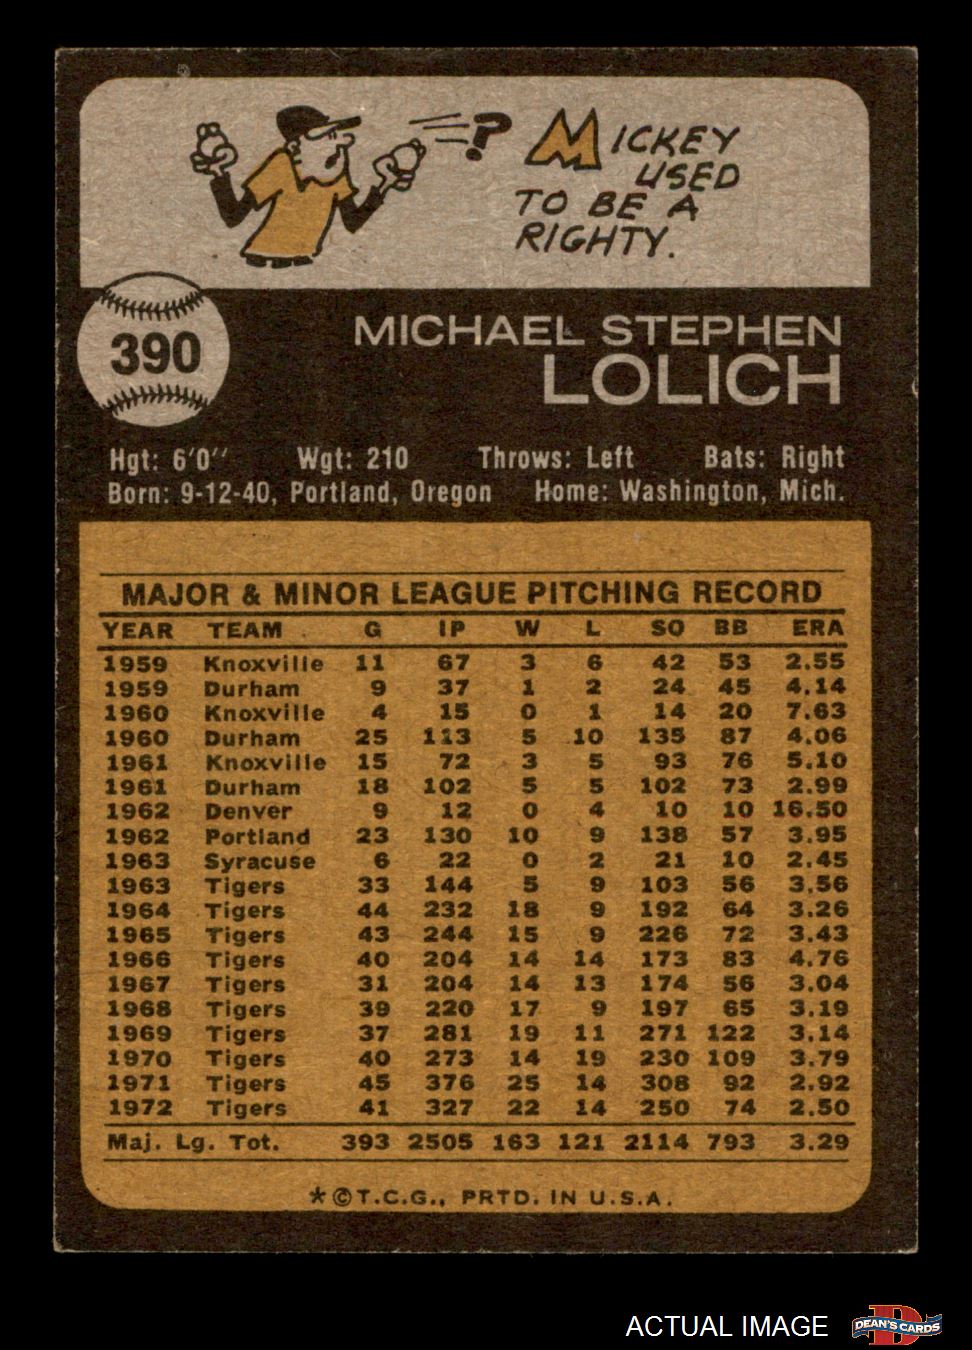 ? MICKEY
USED
TO BE A
RIGHTY.
390
MICHAEL STEPHEN
LOLICH
Hgt: 6'0'' Wgt: 210 Throws: Left Bats: Right
Born: 9-12-40, Portland, Oregon Home: Washington, Mich.
MAJOR & MINOR LEAGUE PITCHING RECORD
YEAR TEAM G IP W L SO BB ERA
1959 Knoxville 11 67 3 6 42 53 2.55
1959 Durham 9 37 1 2 24 45 4.14
1960 Knoxville 4 15 0 1 14 20 7.63
1960 Durham 25 113 5 10 135 87 4.06
1961 Knoxville 15 72 3 5 93 76 5.10
1961 Durham 18 102 5 5 102 73 2.99
1962 Denver 9 12 0 4 10 10 16.50
1962 Portland 23 130 10 9 138 57 3.95
1963 Syracuse 6 22 0 2 21 10 2.45
1963 Tigers 33 144 5 9 103 56 3.56
1964 Tigers 44 232 18 9 192 64 3.26
1965 Tigers 43 244 15 9 226 72 3.43
1966 Tigers 40 204 14 14 173 83 4.76
1967 Tigers 31 204 14 13 174 56 3.04
1968 Tigers 39 220 17 9 197 65 3.19
1969 Tigers 37 281 19 11 271 122 3.14
1970 Tigers 40 273 14 19 230 109 3.79
1971 Tigers 45 376 25 14 308 92 2.92
1972 Tigers 41 327 22 14 250 74 2.50
Maj. Lg. Tot. 393 2505 163 121 2114 793 3.29
*©T.C.G., PRTD. IN U.S.A.
ACTUAL IMAGE D DEAN'S CARDS